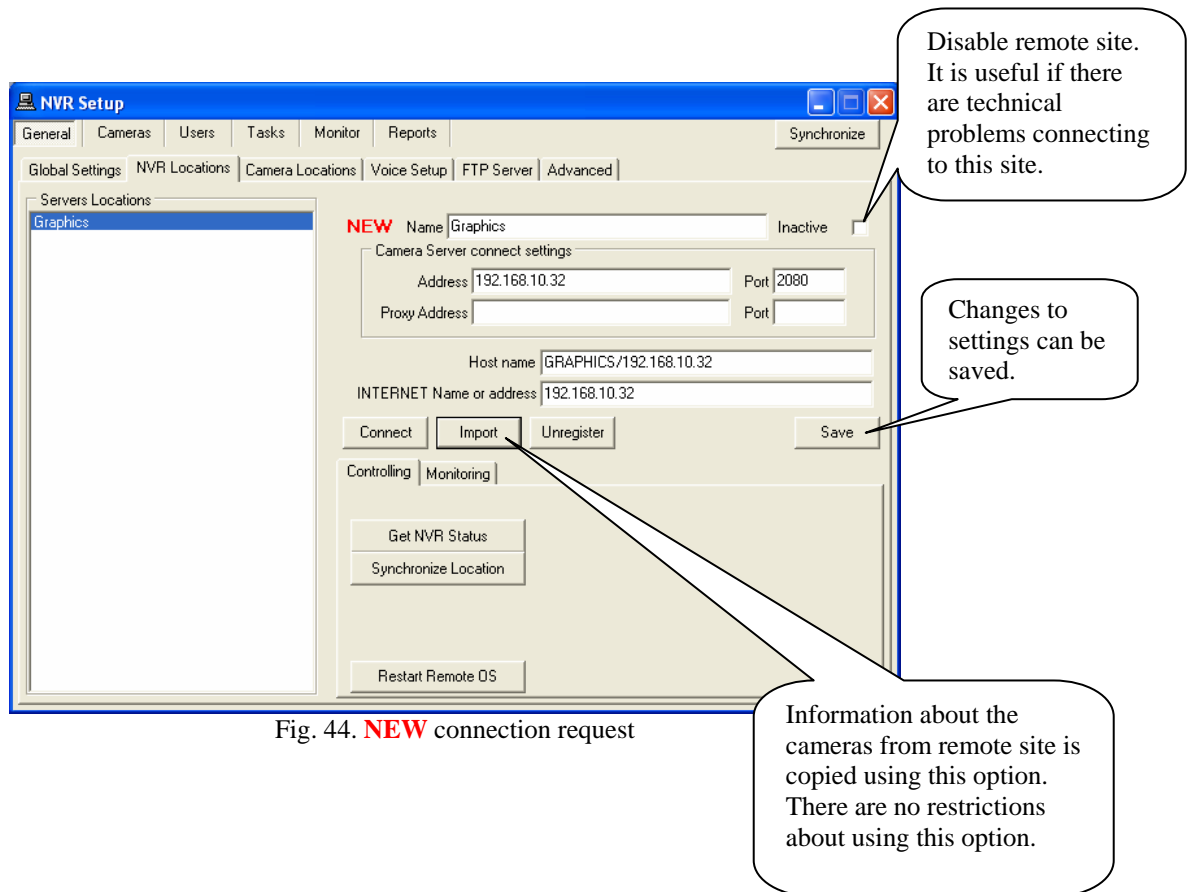 Disable remote site.
It is useful if there
are technical
problems connecting
to this site.
NVR Setup
General Cameras Users Tasks Monitor Reports Synchronize
Global Settings NVR Locations Camera Locations Voice Setup FTP Server Advanced
Servers Locations
Graphics
NEW Name Graphics Inactive
Camera Server connect settings
Address 192.168.10.32 Port 2080
Proxy Address Port
Host name GRAPHICS/192.168.10.32
INTERNET Name or address 192.168.10.32
Connect Import Unregister Save
Changes to
settings can be
saved.
Controlling Monitoring
Get NVR Status
Synchronize Location
Restart Remote OS
Information about the
cameras from remote site is
copied using this option.
There are no restrictions
about using this option.
Fig. 44. NEW connection request